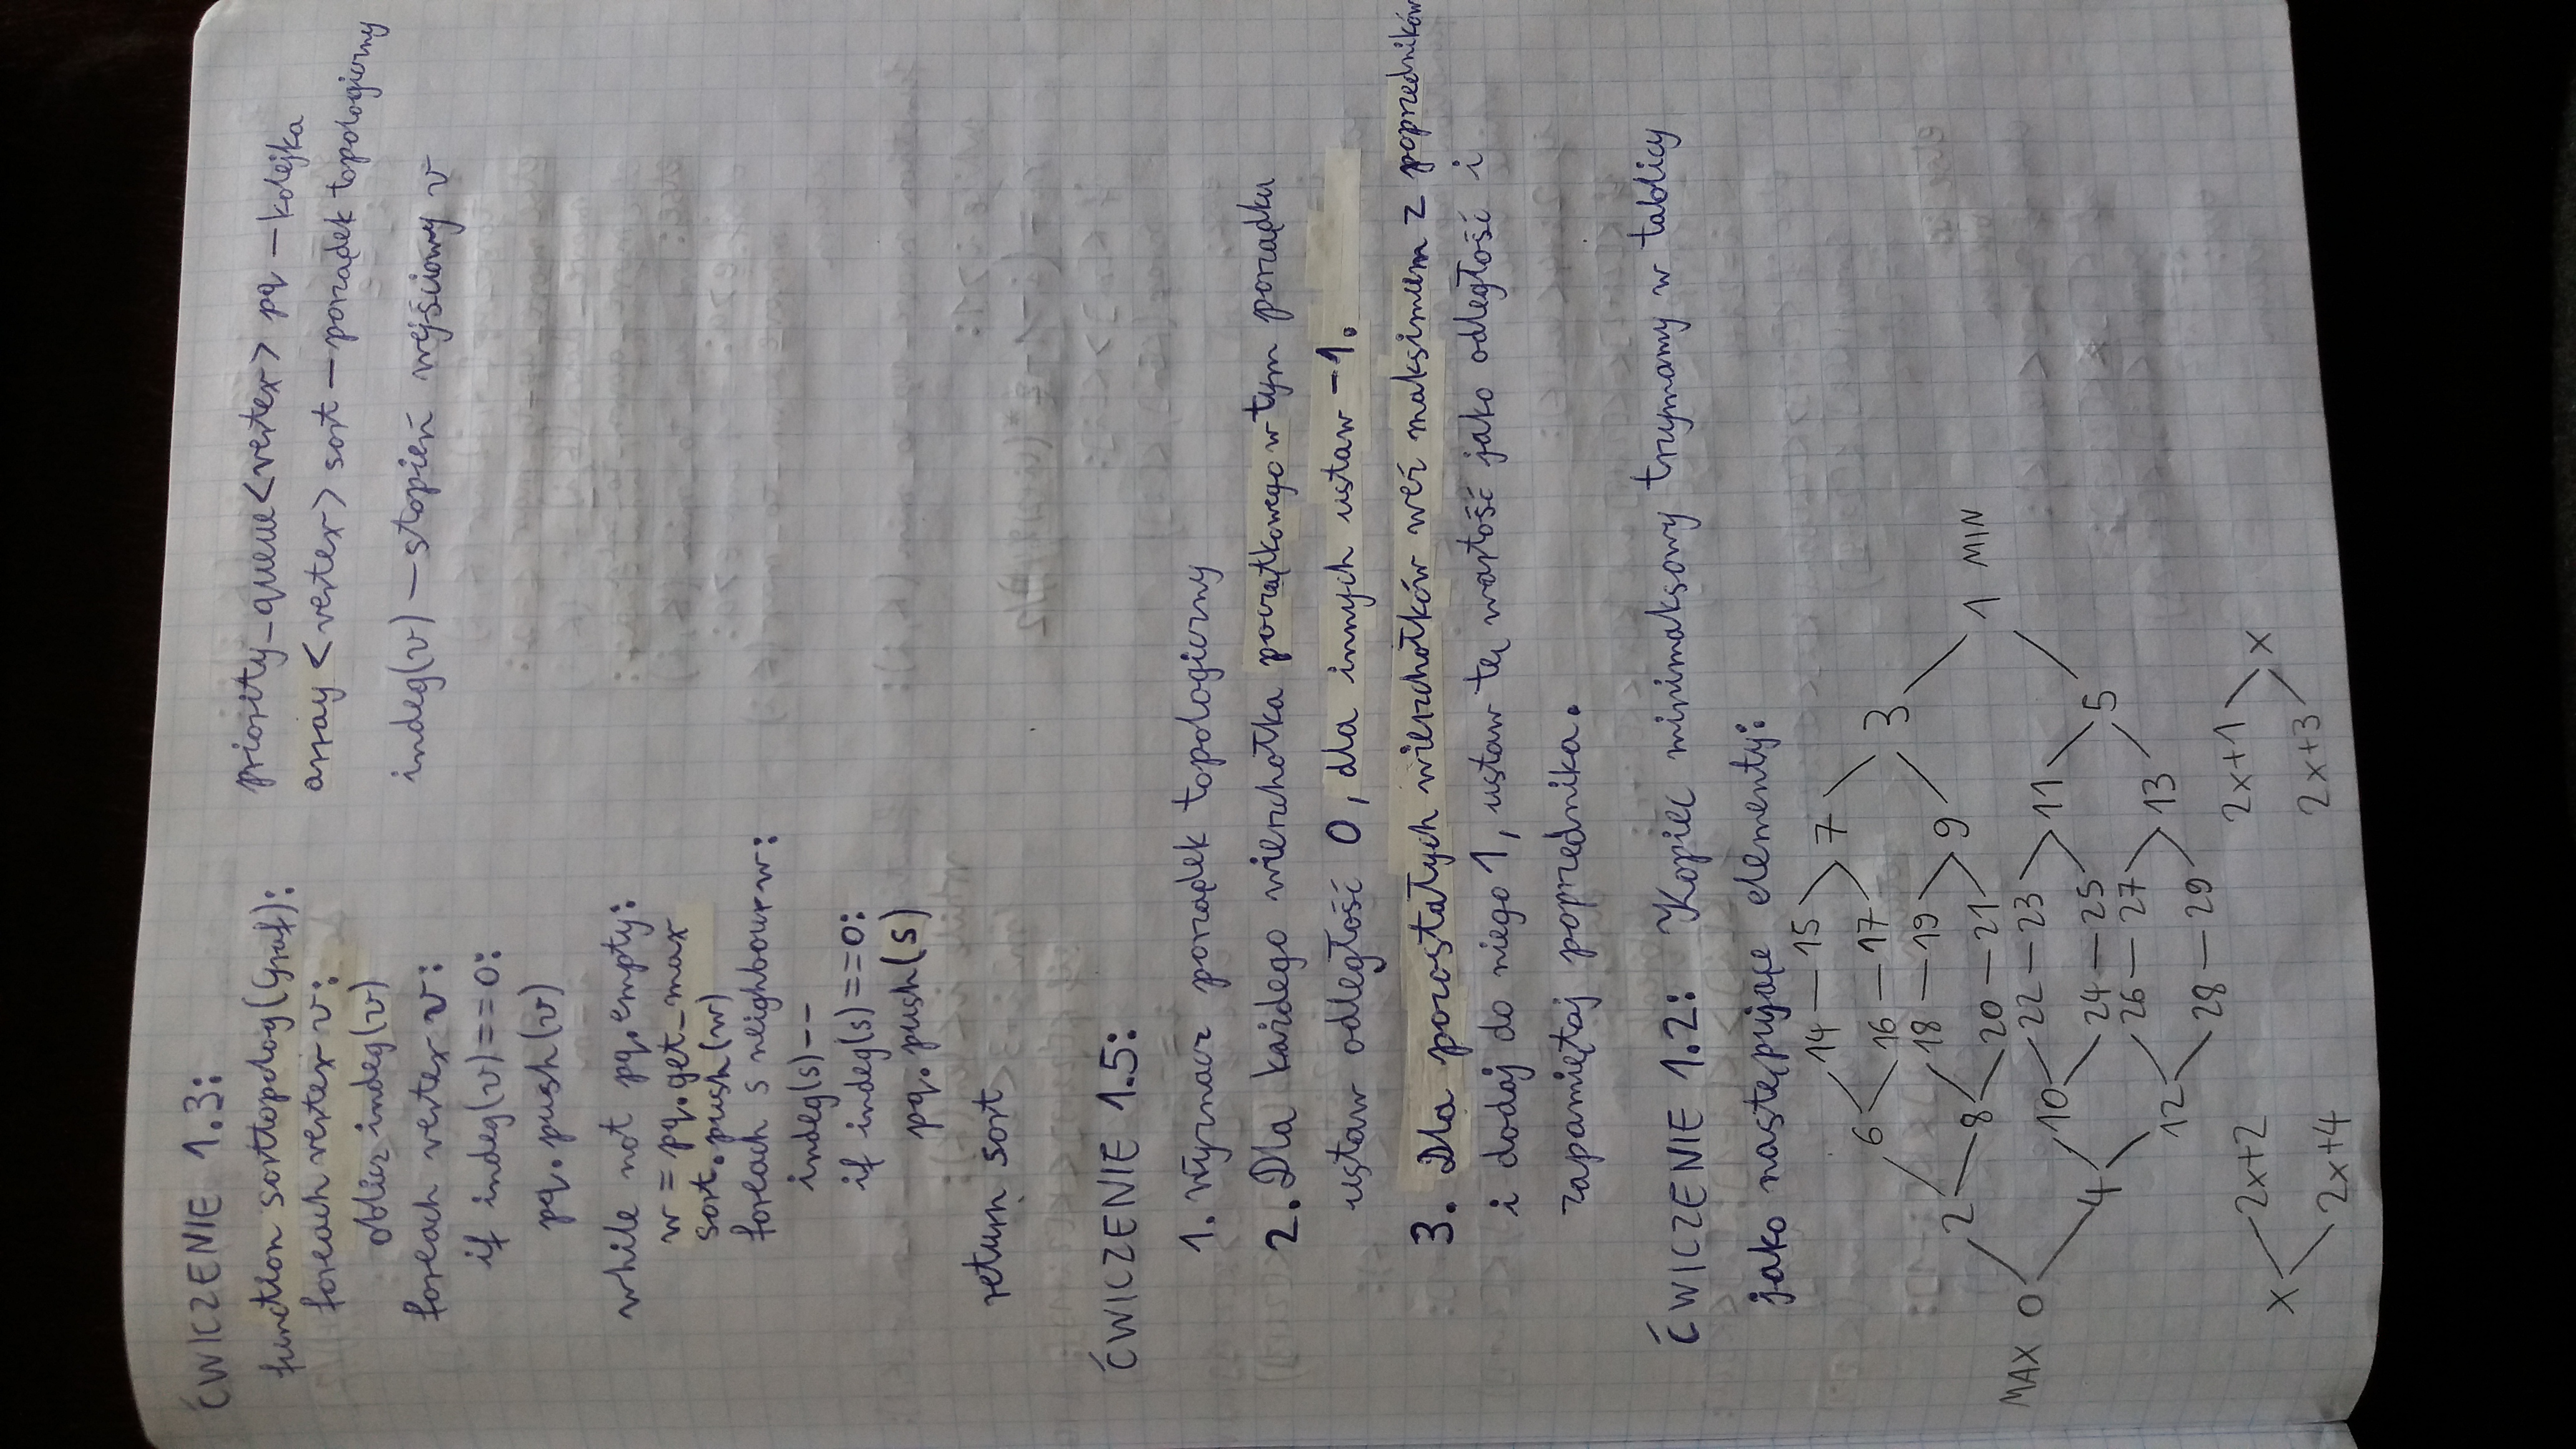 ĆWICZENIE 1.3:
function sorttopolog(Graf):
foreach vertex v:
oblicz indeg(v)
foreach vertex v:
if indeg(v)==0:
pq.push(v)
while not pq.empty:
w = pq.get_max
sort.push(w)
foreach s neighbour w:
indeg(s)--
if indeg(s)==0:
pq.push(s)
return sort
priority_queue<vertex> pq – kolejka
array <vertex> sort – porządek topologiczny
indeg(v) – stopień wejściowy v
ĆWICZENIE 1.5:
1. Wyznacz porządek topologiczny
2. Dla każdego wierzchołka początkowego w tym porządku
ustaw odległość 0, dla innych ustaw -1.
3. Dla pozostałych wierzchołków weź maksimum z poprzedników
i dodaj do niego 1, ustaw tę wartość jako odległość i
zapamiętaj poprzednika.
ĆWICZENIE 1.2: Kopiec minimaksowy trzymamy w tablicy
jako następujące elementy:
14 — 15
6 7
16 — 17
3
18 — 19
2 8 9
20 — 21
1 MIN
MAX 0
22 — 23
10 11
24 — 25
4 5
26 — 27
12 13
28 — 29
2x+2 2x+1
x x
2x+4 2x+3